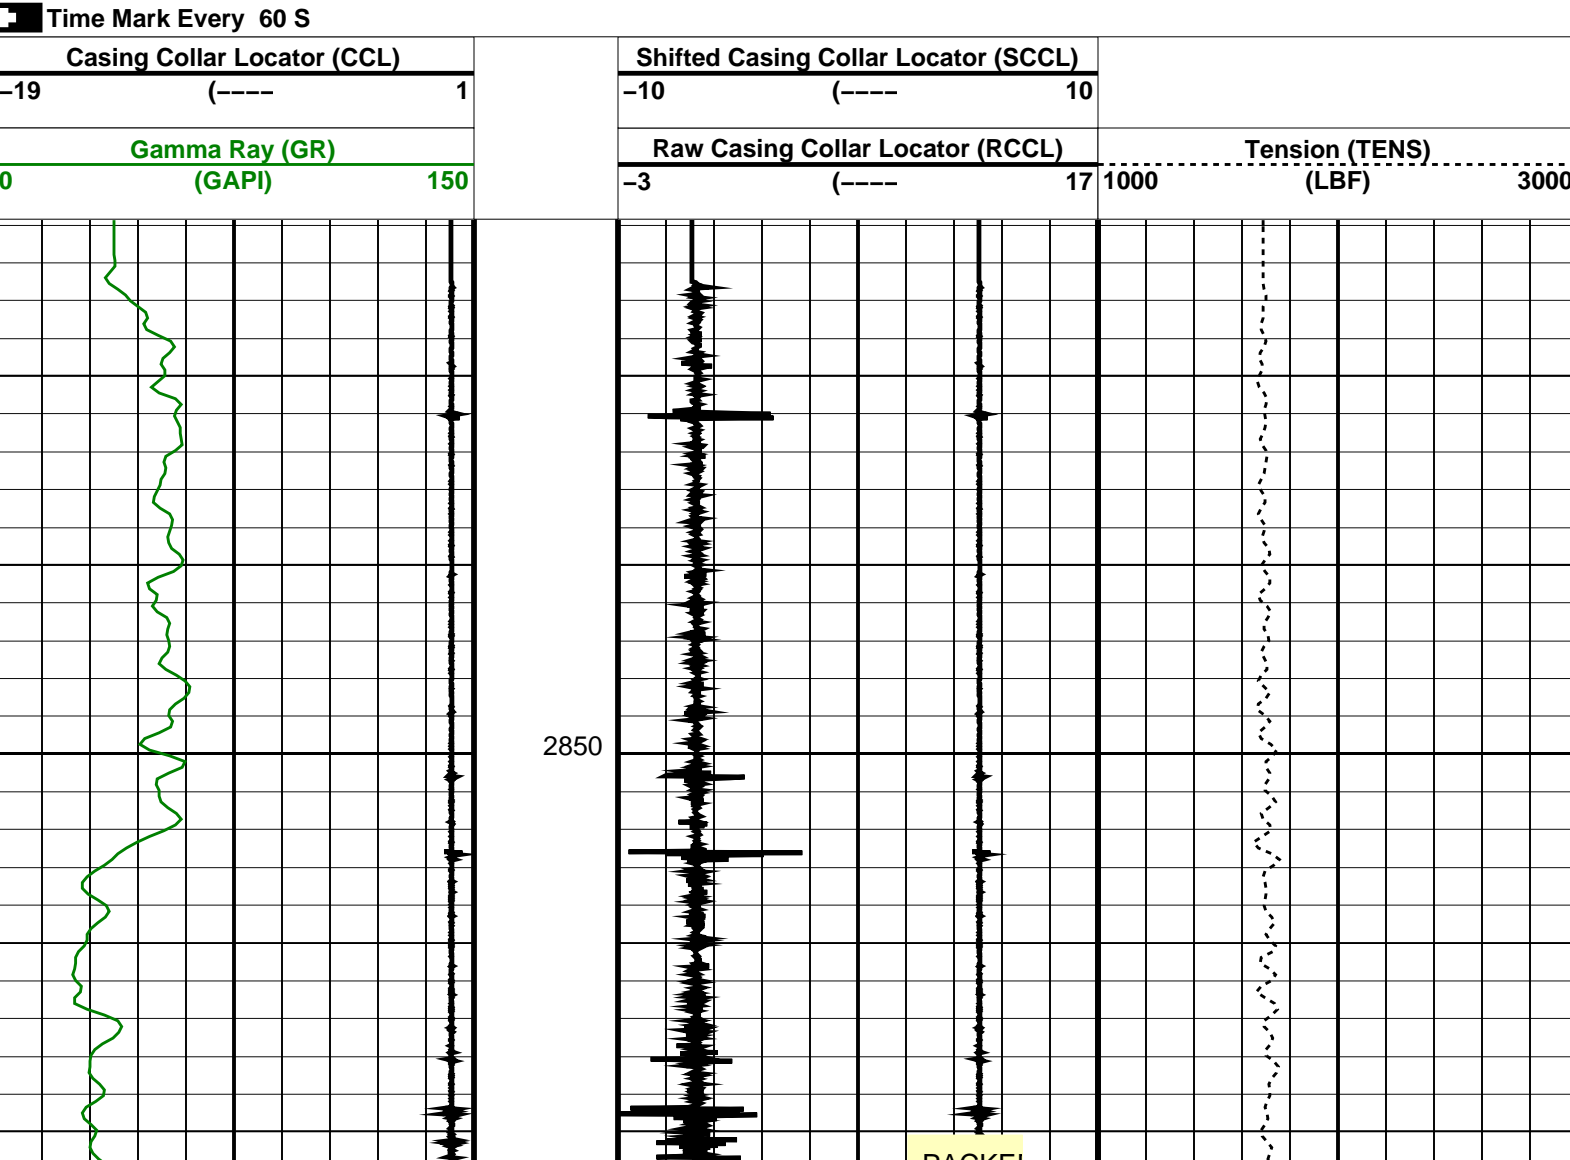 Time Mark Every 60 S
Casing Collar Locator (CCL)
−19 (−−−− 1
Shifted Casing Collar Locator (SCCL)
−10 (−−−− 10
Gamma Ray (GR)
0 (GAPI) 150
Raw Casing Collar Locator (RCCL)
−3 (−−−− 17
Tension (TENS)
1000 (LBF) 3000
2850